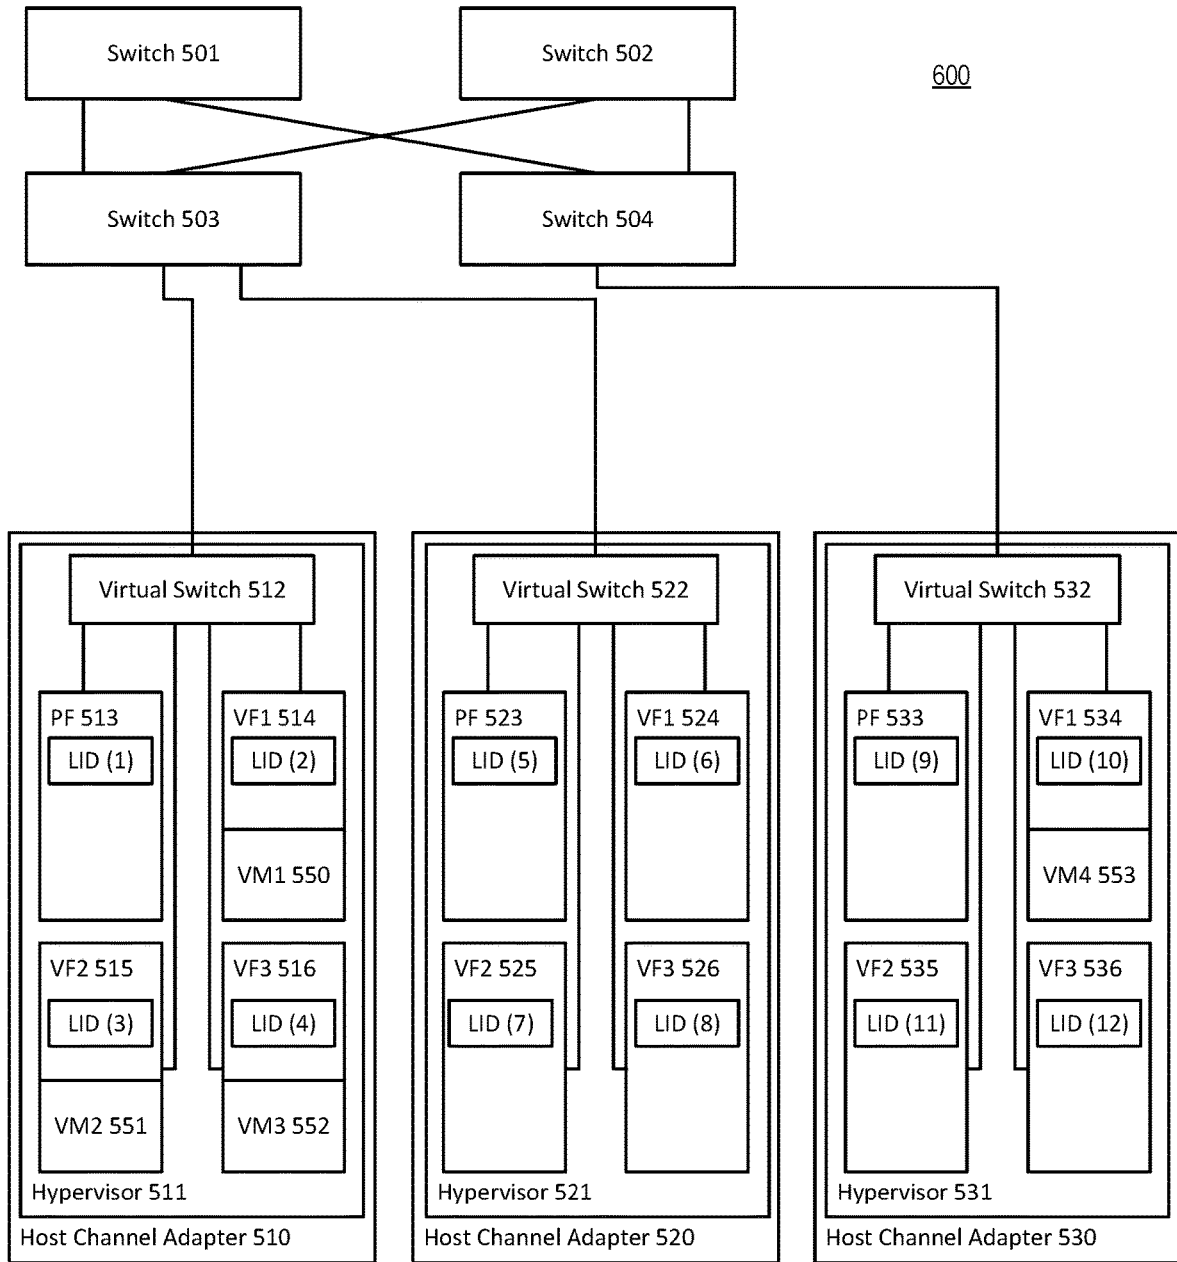 Switch 501
Switch 502
600
Switch 503
Switch 504
Virtual Switch 512
Virtual Switch 522
Virtual Switch 532
PF 513
LID (1)
VF1 514
LID (2)
VM1 550
VF2 515
LID (3)
VM2 551
VF3 516
LID (4)
VM3 552
Hypervisor 511
Host Channel Adapter 510
PF 523
LID (5)
VF1 524
LID (6)
VF2 525
LID (7)
VF3 526
LID (8)
Hypervisor 521
Host Channel Adapter 520
PF 533
LID (9)
VF1 534
LID (10)
VM4 553
VF2 535
LID (11)
VF3 536
LID (12)
Hypervisor 531
Host Channel Adapter 530